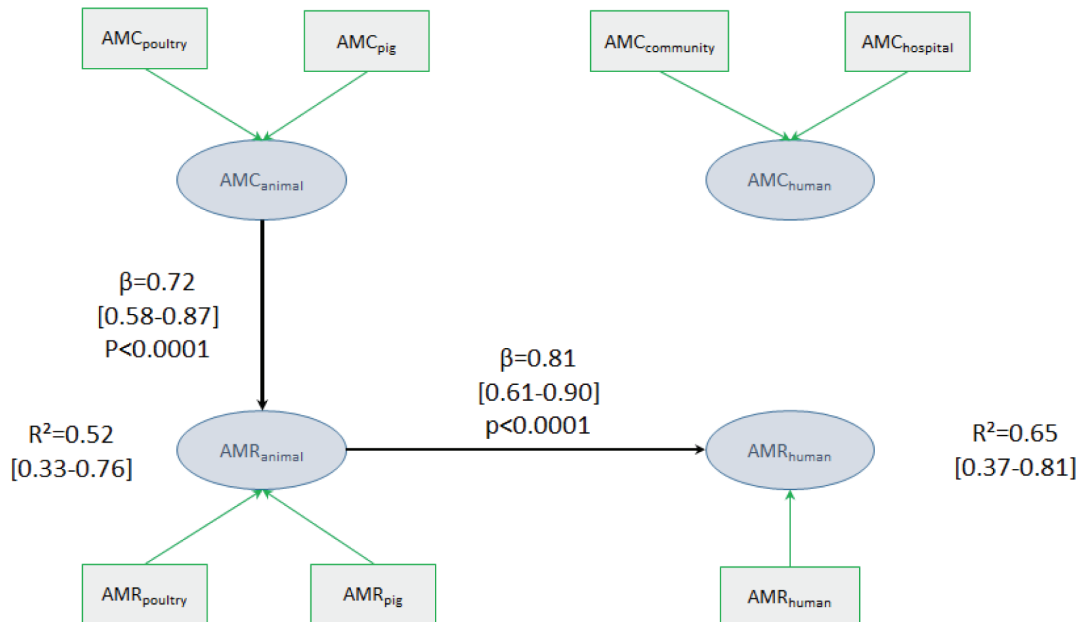 AMCpoultry
AMCpig
AMCcommunity
AMChospital
AMCanimal
AMChuman
β=0.72
[0.58-0.87]
P<0.0001
β=0.81
[0.61-0.90]
p<0.0001
R²=0.52
[0.33-0.76]
AMRanimal
AMRhuman
R²=0.65
[0.37-0.81]
AMRpoultry
AMRpig
AMRhuman